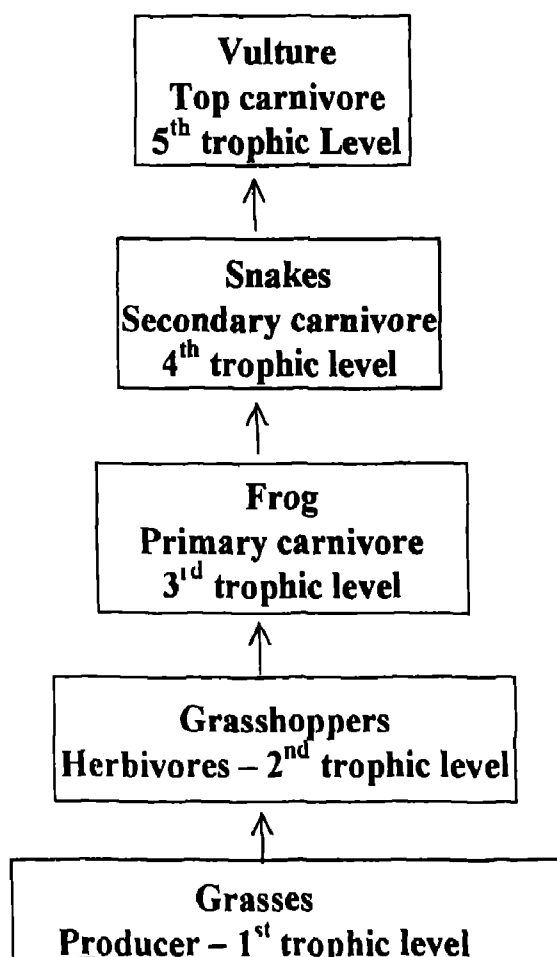 Vulture
Top carnivore
5th trophic Level
Snakes
Secondary carnivore
4th trophic level
Frog
Primary carnivore
3rd trophic level
Grasshoppers
Herbivores – 2nd trophic level
Grasses
Producer – 1st trophic level